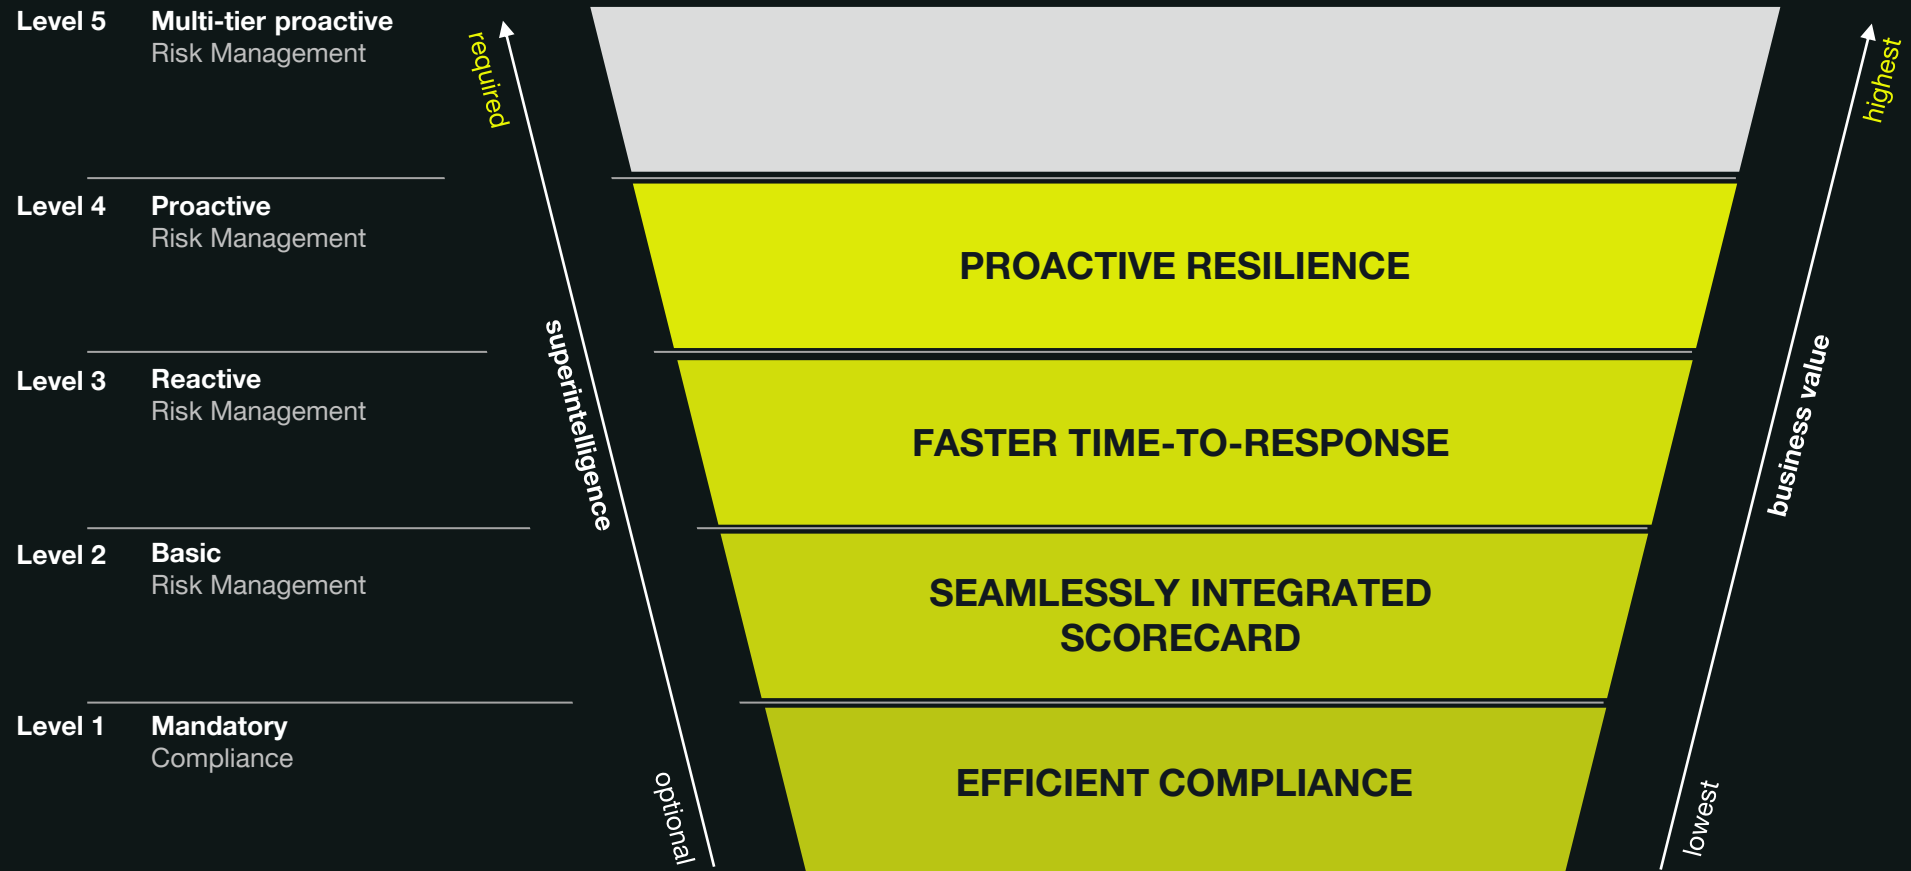 Level 5
Multi-tier proactive
Risk Management
required
highest
Level 4
Proactive
Risk Management
PROACTIVE RESILIENCE
Level 3
Reactive
Risk Management
superintelligence
FASTER TIME-TO-RESPONSE
business value
Level 2
Basic
Risk Management
SEAMLESSLY INTEGRATED
SCORECARD
Level 1
Mandatory
Compliance
optional
EFFICIENT COMPLIANCE
lowest